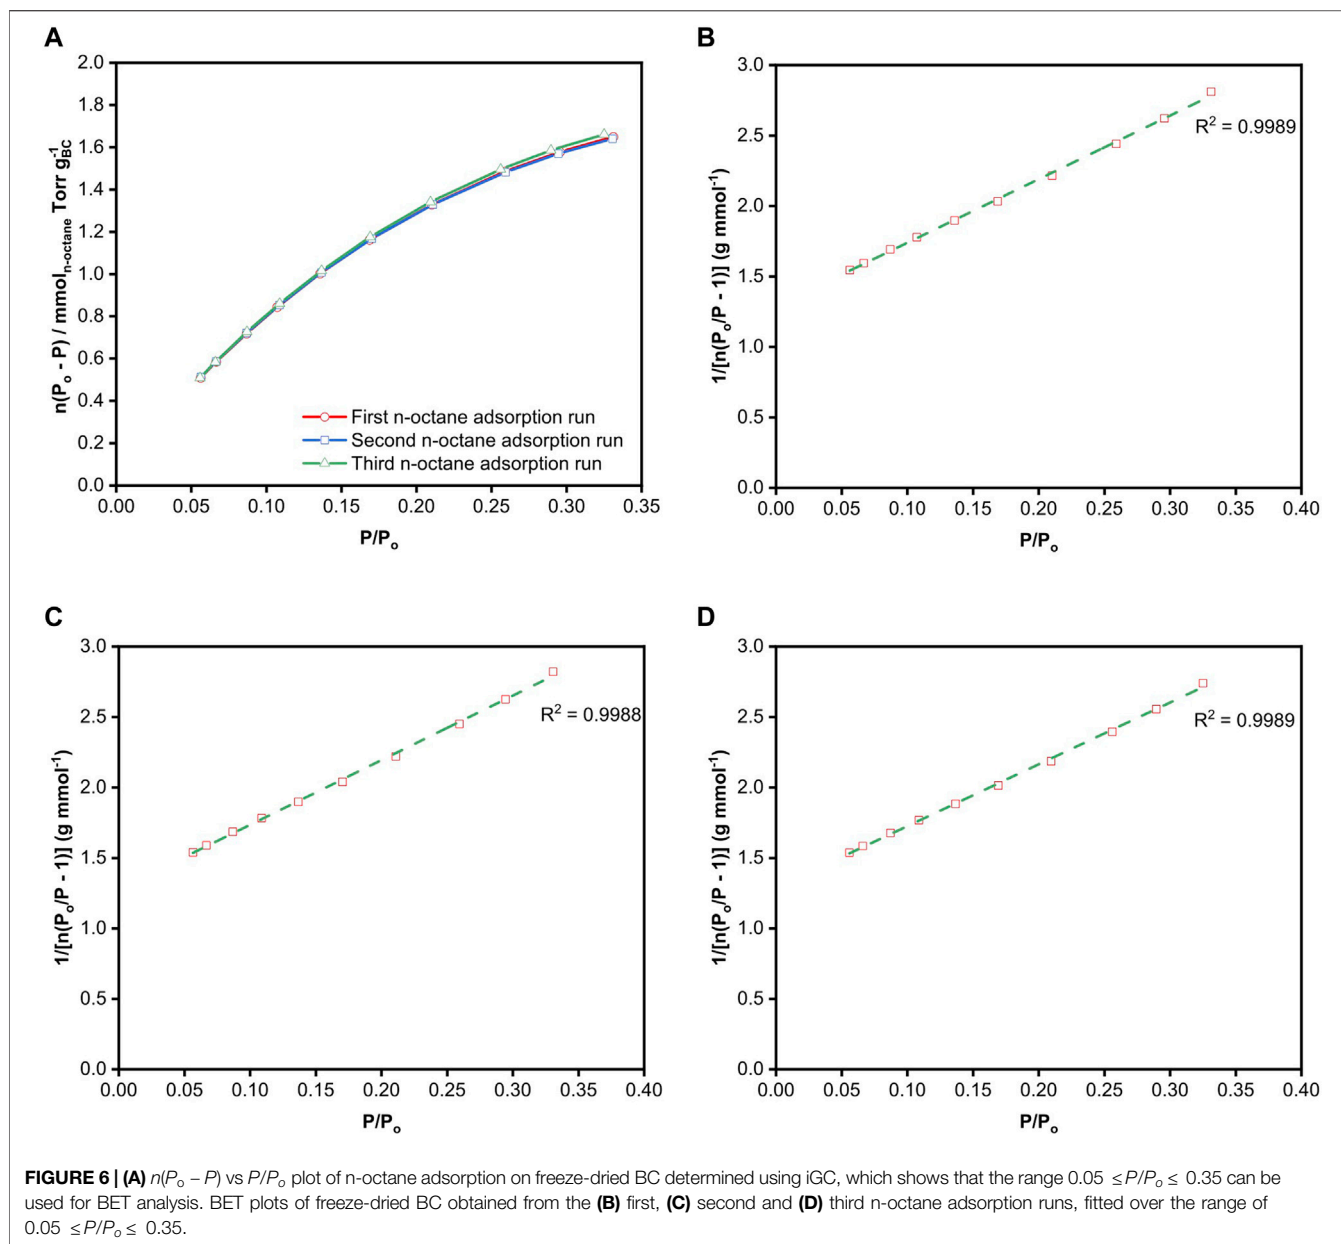 A
2.0
1.8
1.6
1.4
1.2
1.0
0.8
0.6
0.4
0.2
0.0
n(Po - P) / mmol n-octane Torr g-1 BC
First n-octane adsorption run
Second n-octane adsorption run
Third n-octane adsorption run
0.00 0.05 0.10 0.15 0.20 0.25 0.30 0.35
P/Po
B
3.0
2.5
2.0
1.5
1.0
0.5
0.0
1/[n(Po/P - 1)] (g mmol-1)
R2 = 0.9989
0.00 0.05 0.10 0.15 0.20 0.25 0.30 0.35 0.40
P/Po
C
3.0
2.5
2.0
1.5
1.0
0.5
0.0
1/[n(Po/P - 1)] (g mmol-1)
R2 = 0.9988
0.00 0.05 0.10 0.15 0.20 0.25 0.30 0.35 0.40
P/Po
D
3.0
2.5
2.0
1.5
1.0
0.5
0.0
1/[n(Po/P - 1)] (g mmol-1)
R2 = 0.9989
0.00 0.05 0.10 0.15 0.20 0.25 0.30 0.35 0.40
P/Po
FIGURE 6 | (A) n(Po – P) vs P/Po plot of n-octane adsorption on freeze-dried BC determined using iGC, which shows that the range 0.05 ≤P/Po≤ 0.35 can be
used for BET analysis. BET plots of freeze-dried BC obtained from the (B) first, (C) second and (D) third n-octane adsorption runs, fitted over the range of
0.05 ≤P/Po≤ 0.35.